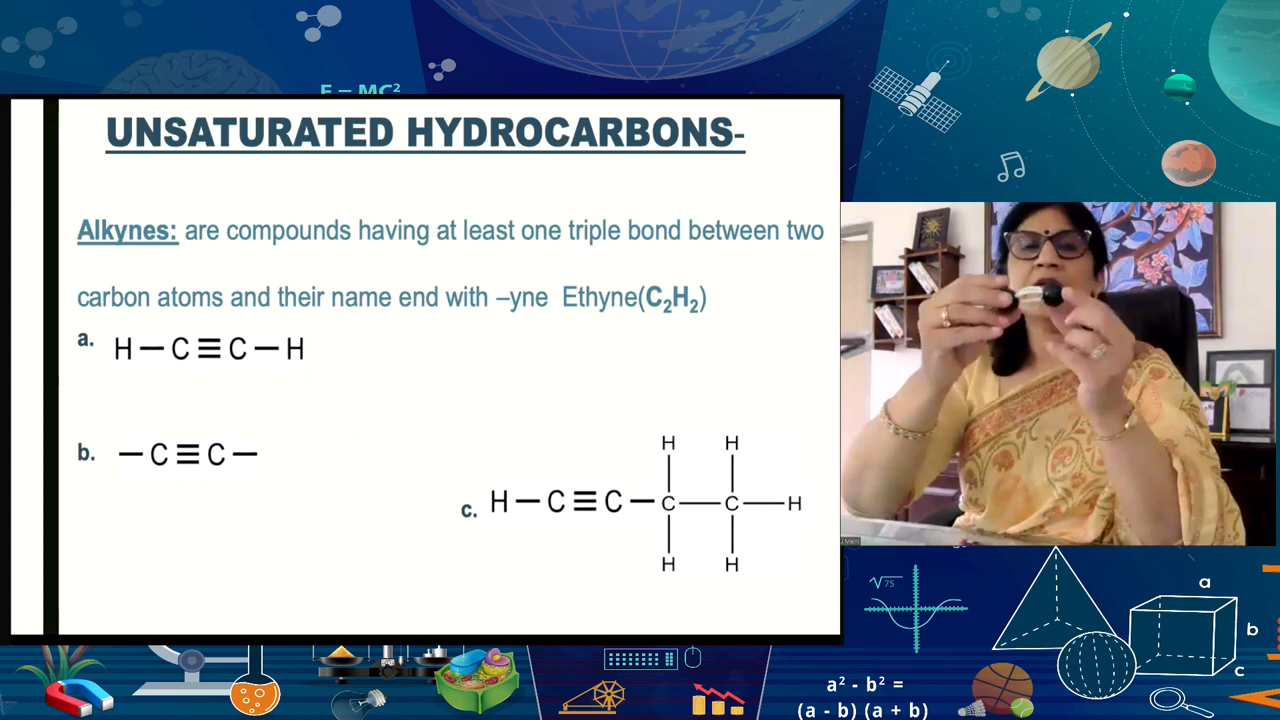 E = MC²
UNSATURATED HYDROCARBONS-
Alkynes: are compounds having at least one triple bond between two
carbon atoms and their name end with –yne Ethyne(C₂H₂)
a. H — C ≡ C — H
b. — C ≡ C —
H H
c. H — C ≡ C — C — C — H
H H
√75
a
b
c
a² - b² =
(a - b) (a + b)